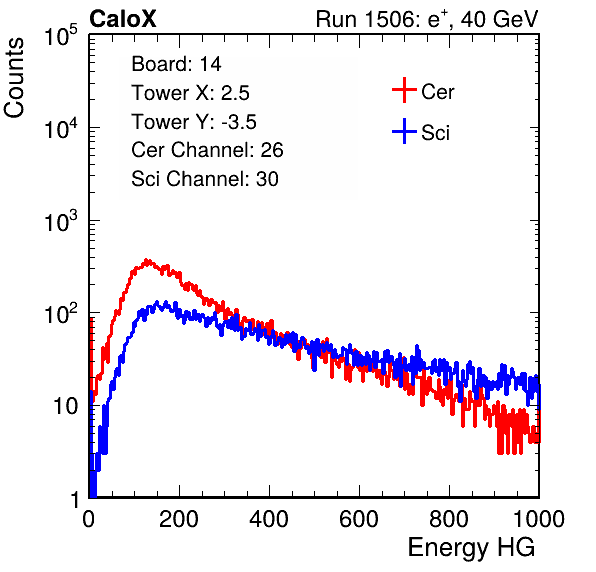 CaloX Run 1506: e+, 40 GeV
Counts
Board: 14
Tower X: 2.5
Tower Y: -3.5
Cer Channel: 26
Sci Channel: 30
Cer
Sci
10^5
10^4
10^3
10^2
10
1
0 200 400 600 800 1000
Energy HG